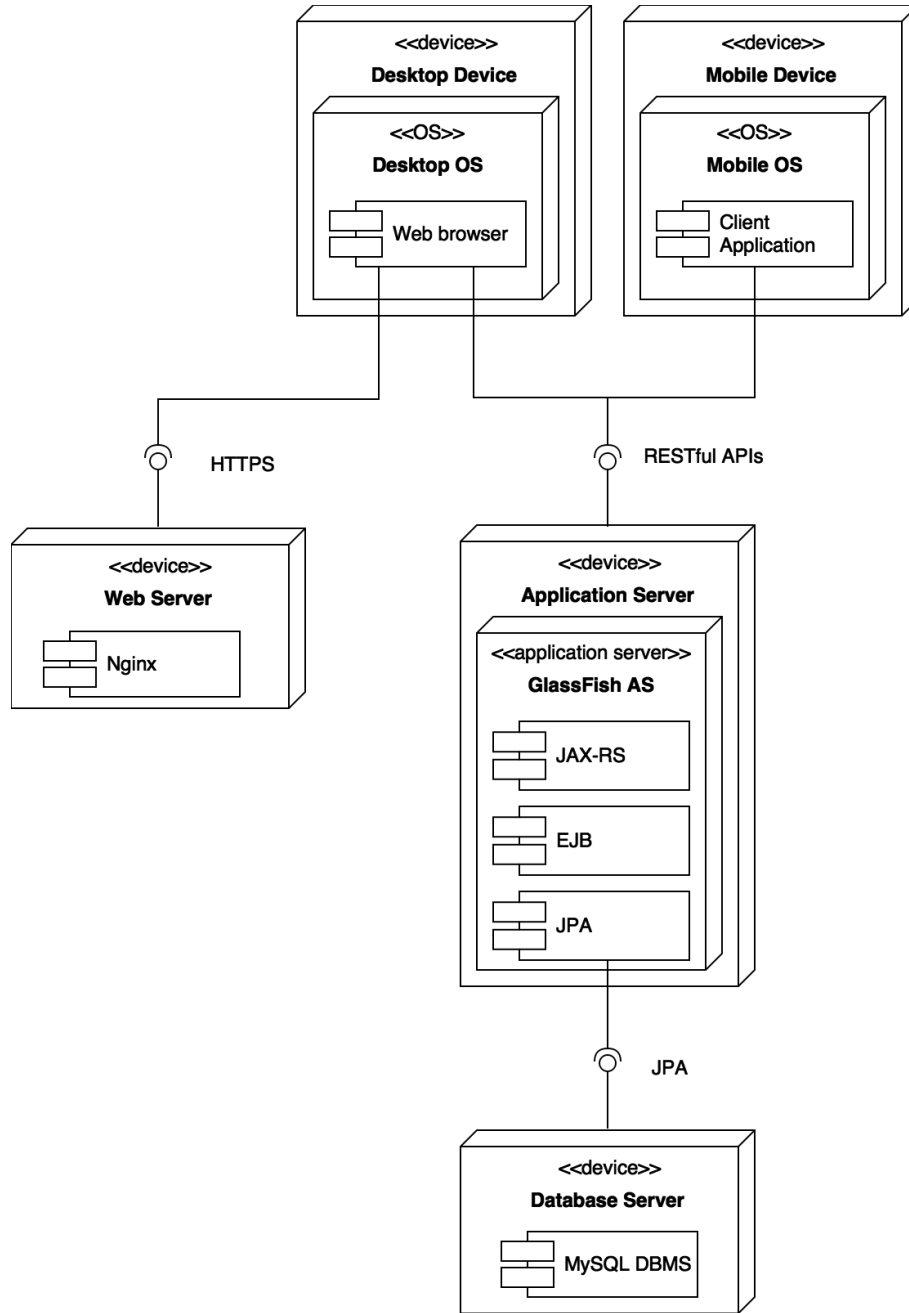 <<device>>
Desktop Device
<<OS>>
Desktop OS
Web browser
<<device>>
Mobile Device
<<OS>>
Mobile OS
Client
Application
HTTPS
RESTful APIs
<<device>>
Web Server
Nginx
<<device>>
Application Server
<<application server>>
GlassFish AS
JAX-RS
EJB
JPA
JPA
<<device>>
Database Server
MySQL DBMS